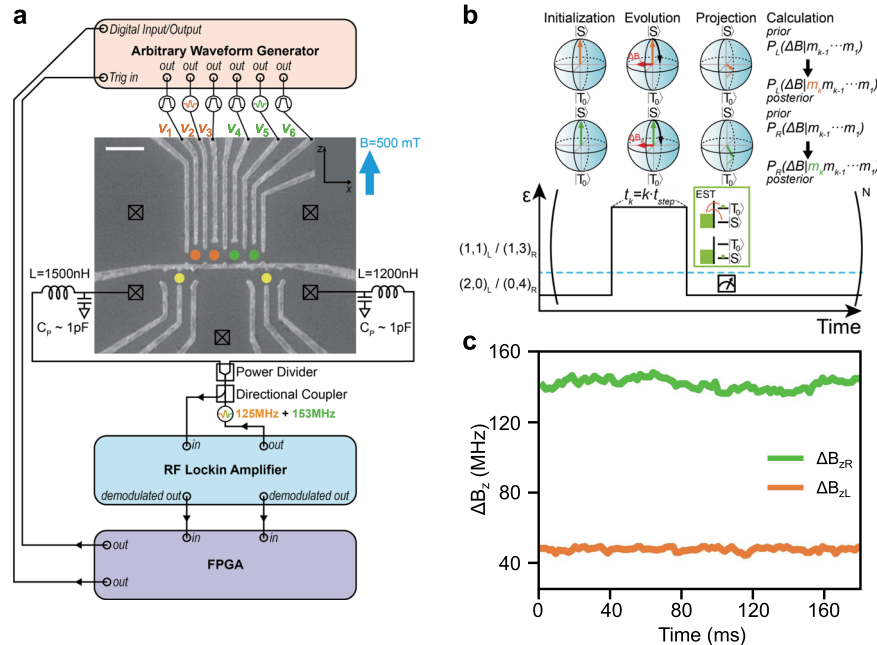 a
Digital Input/Output
Arbitrary Waveform Generator
Trig in
out out out out out out
V1 V2 V3 V4 V5 V6
B=500 mT
z
x
L=1500nH
L=1200nH
CP ~ 1pF
CP ~ 1pF
Power Divider
Directional Coupler
125MHz + 153MHz
in
out
RF Lockin Amplifier
demodulated out
demodulated out
in
in
out
FPGA
out
b
Initialization Evolution Projection Calculation
|S⟩ |S⟩ |S⟩ prior
PL(ΔB|mk-1···m1)
PL(ΔB|mkmk-1···m1)
|T0⟩ |T0⟩ |T0⟩ posterior
|S⟩ |S⟩ |S⟩ prior
PR(ΔB|mk-1···m1)
PR(ΔB|mkmk-1···m1)
|T0⟩ |T0⟩ |T0⟩ posterior
ε
tk=k·tstep
EST
|T0⟩
|S⟩
|T0⟩
|S⟩
N
(1,1)L / (1,3)R
(2,0)L / (0,4)R
Time
c
160
120
80
40
ΔBz (MHz)
ΔBzR
ΔBzL
0 40 80 120 160
Time (ms)